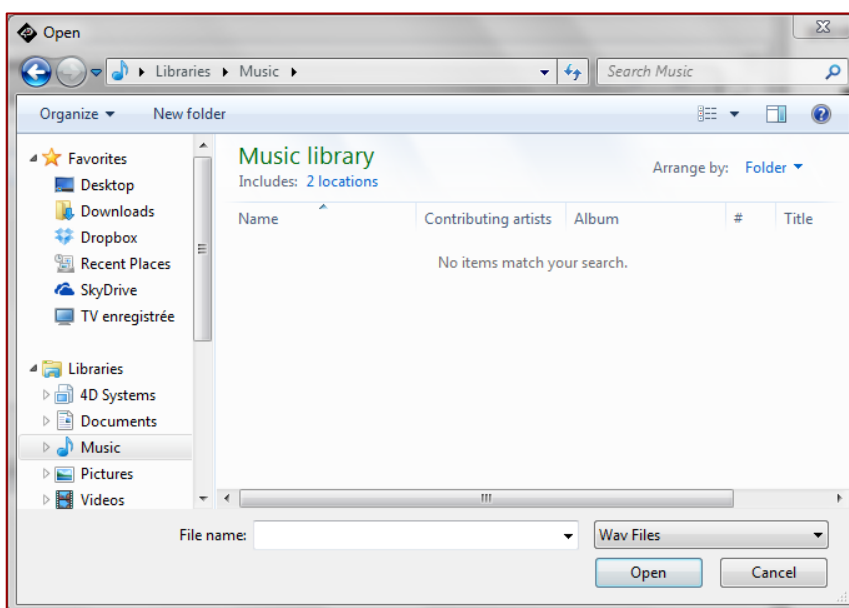 Open
Libraries Music Search Music
Organize New folder
Favorites
Desktop
Downloads
Dropbox
Recent Places
SkyDrive
TV enregistrée
Libraries
4D Systems
Documents
Music
Pictures
Videos
Music library
Includes: 2 locations
Arrange by: Folder
Name Contributing artists Album # Title
No items match your search.
File name: Wav Files
Open Cancel